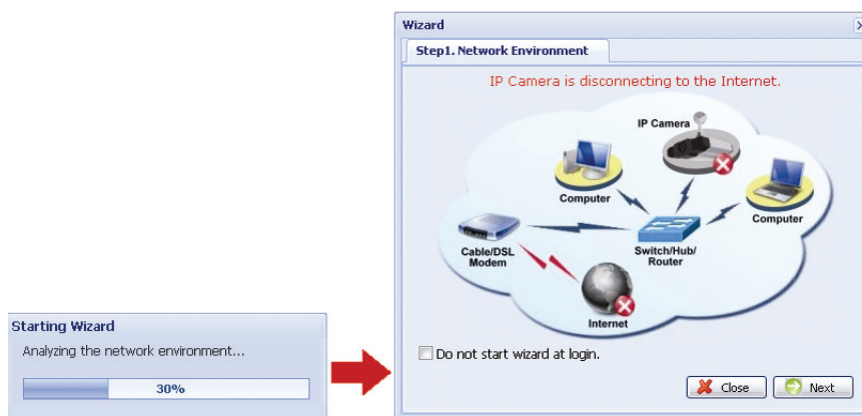 Starting Wizard
Analyzing the network environment...
30%
Wizard
Step1. Network Environment
IP Camera is disconnecting to the Internet.
IP Camera
Computer
Computer
Cable/DSL
Modem
Switch/Hub/
Router
Internet
Do not start wizard at login.
Close
Next